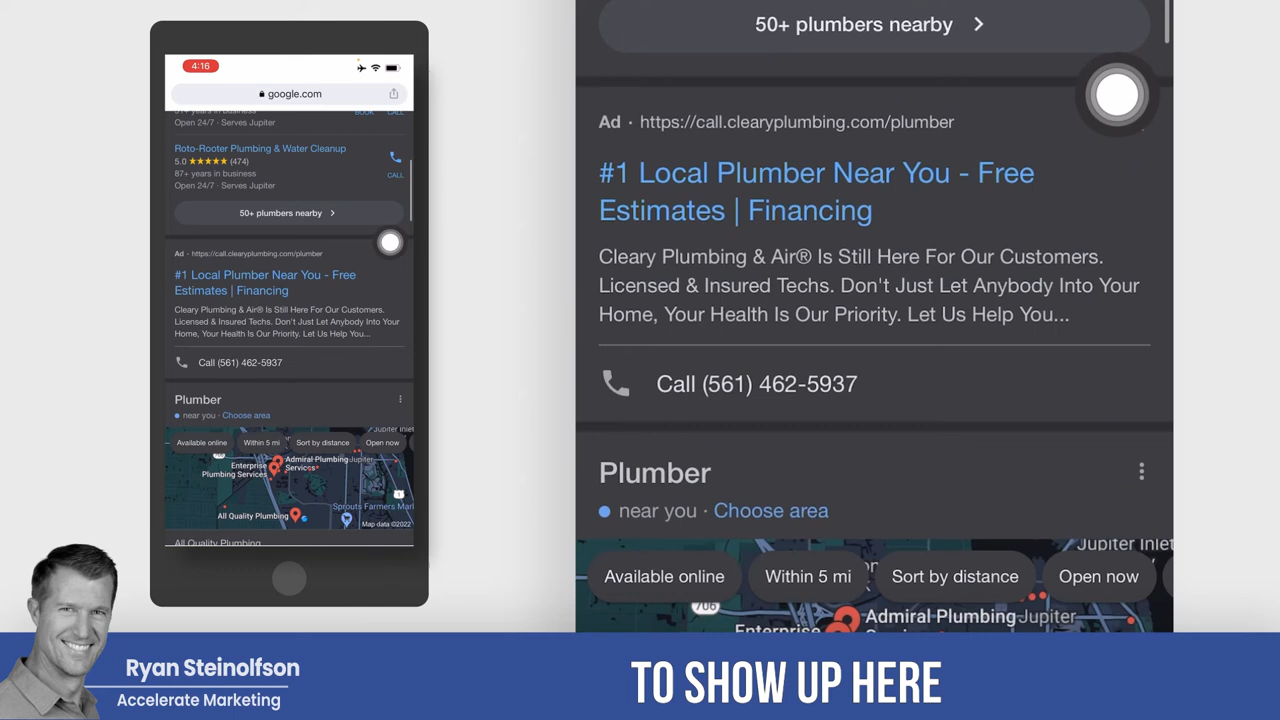 4:16
google.com
Open 24/7 · Serves Jupiter
Roto-Rooter Plumbing & Water Cleanup
5.0 ★★★★★ (474)
87+ years in business
CALL
Open 24/7 · Serves Jupiter
50+ plumbers nearby
Ad · https://call.clearyplumbing.com/plumber
#1 Local Plumber Near You - Free
Estimates | Financing
Cleary Plumbing & Air® Is Still Here For Our Customers.
Licensed & Insured Techs. Don't Just Let Anybody Into Your
Home, Your Health Is Our Priority. Let Us Help You...
Call (561) 462-5937
Plumber
near you · Choose area
Available online
Within 5 mi
Sort by distance
Open now
Enterprise
Plumbing Services
Admiral Plumbing
Services
Jupiter
All Quality Plumbing
Sprouts Farmers Mar
Map data ©2022
All Quality Plumbing
50+ plumbers nearby
Ad · https://call.clearyplumbing.com/plumber
#1 Local Plumber Near You - Free
Estimates | Financing
Cleary Plumbing & Air® Is Still Here For Our Customers.
Licensed & Insured Techs. Don't Just Let Anybody Into Your
Home, Your Health Is Our Priority. Let Us Help You...
Call (561) 462-5937
Plumber
near you · Choose area
Jupiter Inlet
Available online
Within 5 mi
Sort by distance
Open now
706
Admiral Plumbing
Jupiter
Enterprise
Ryan Steinolfson
Accelerate Marketing
TO SHOW UP HERE